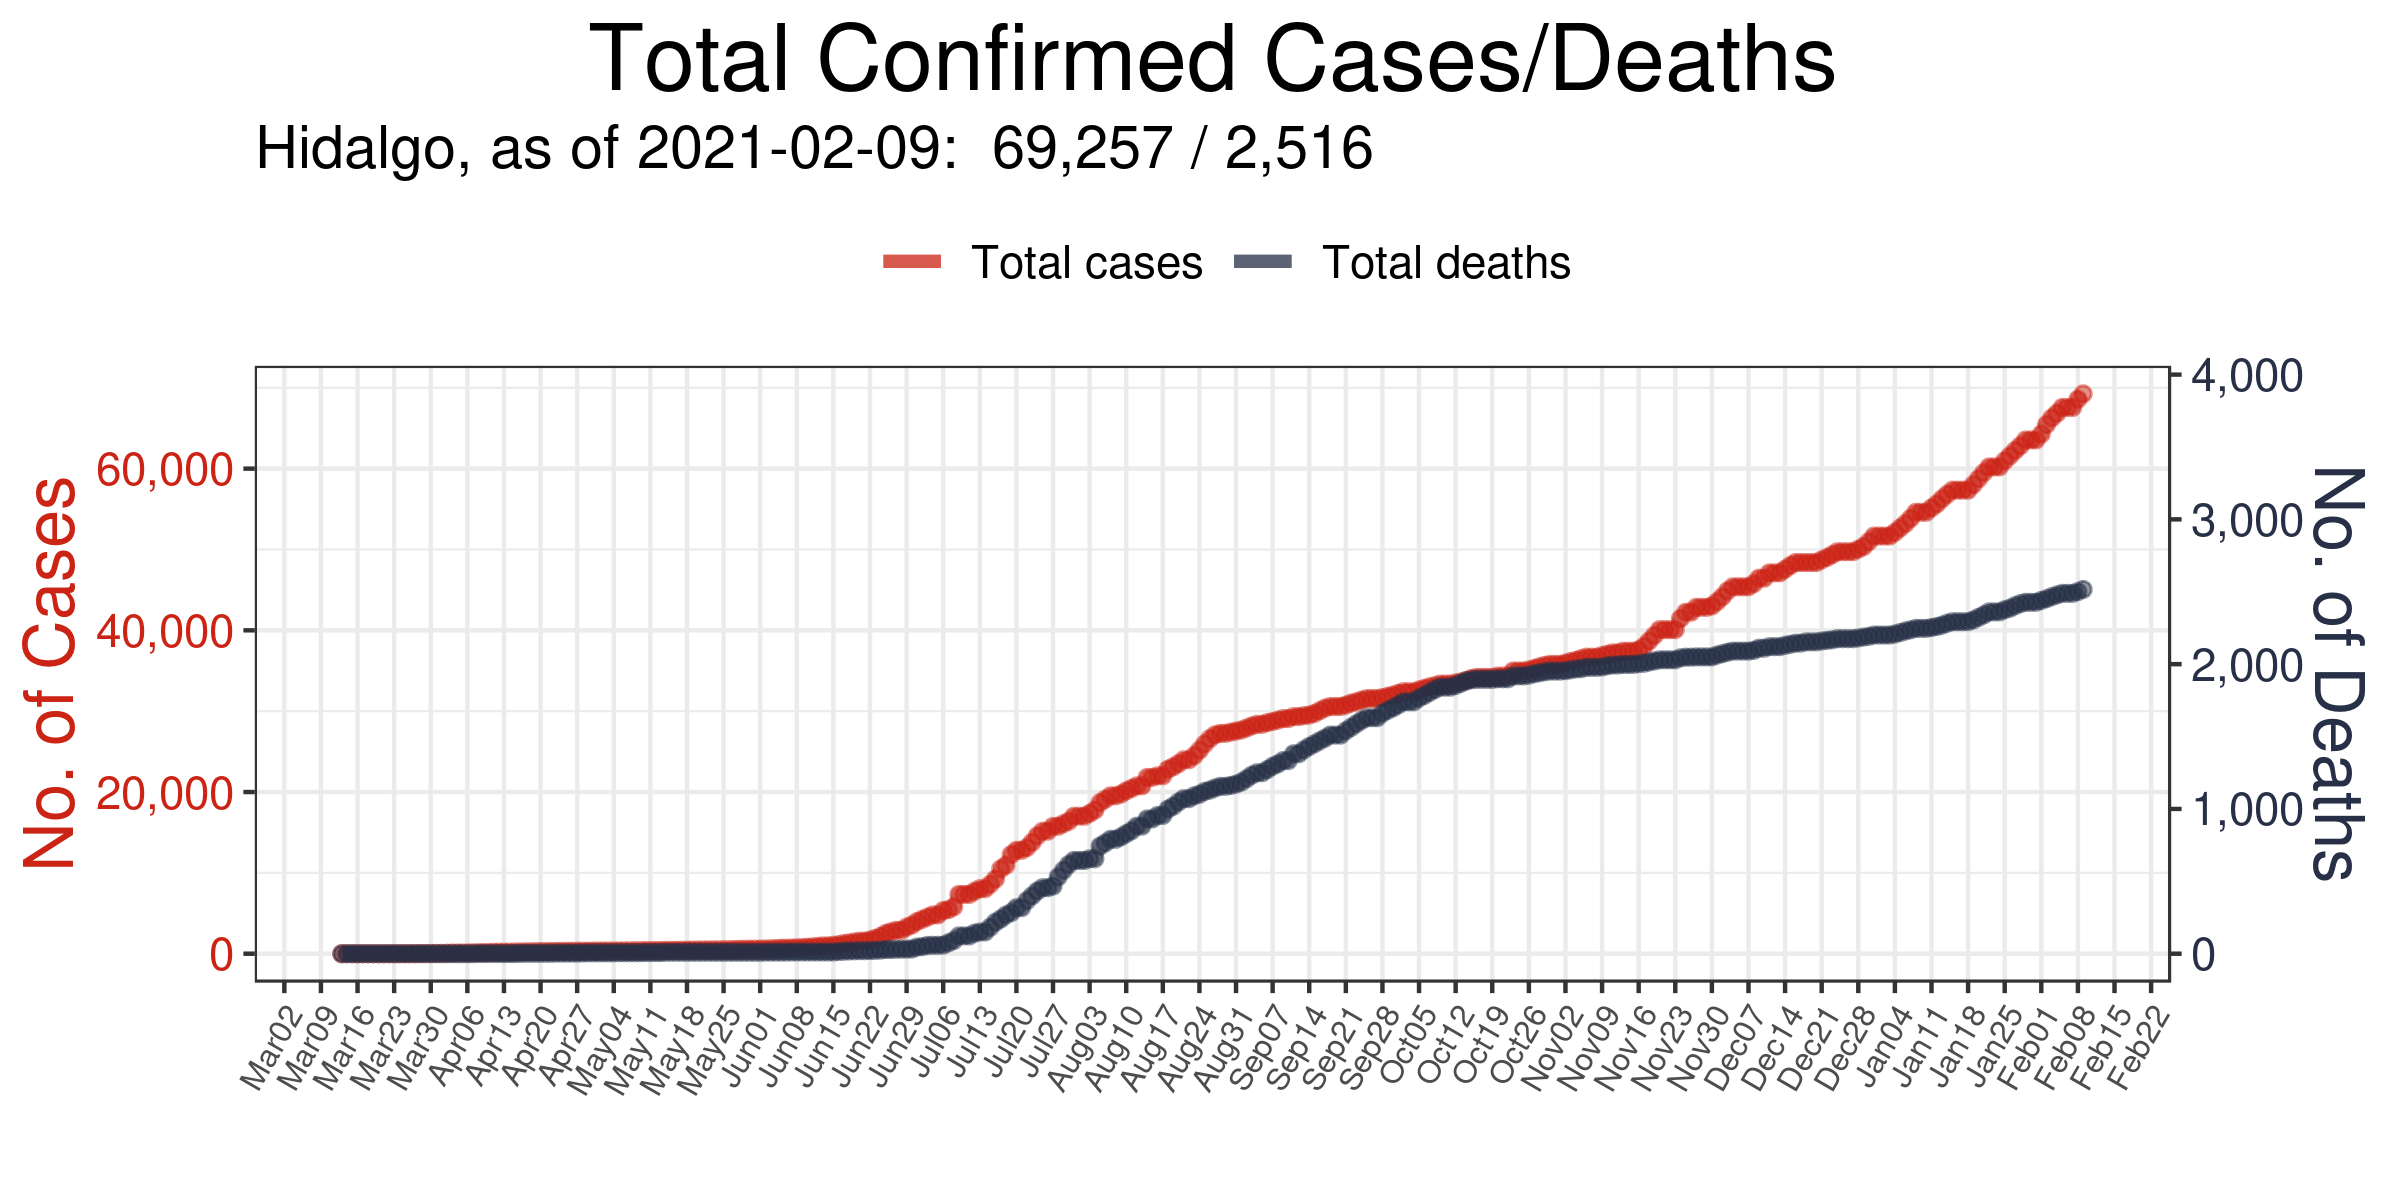 Total Confirmed Cases/Deaths
Hidalgo, as of 2021-02-09:  69,257 / 2,516
Total cases
Total deaths
No. of Cases
60,000
40,000
20,000
0
4,000
3,000
2,000
1,000
0
No. of Deaths
Mar02
Mar09
Mar16
Mar23
Mar30
Apr06
Apr13
Apr20
Apr27
May04
May11
May18
May25
Jun01
Jun08
Jun15
Jun22
Jun29
Jul06
Jul13
Jul20
Jul27
Aug03
Aug10
Aug17
Aug24
Aug31
Sep07
Sep14
Sep21
Sep28
Oct05
Oct12
Oct19
Oct26
Nov02
Nov09
Nov16
Nov23
Nov30
Dec07
Dec14
Dec21
Dec28
Jan04
Jan11
Jan18
Jan25
Feb01
Feb08
Feb15
Feb22